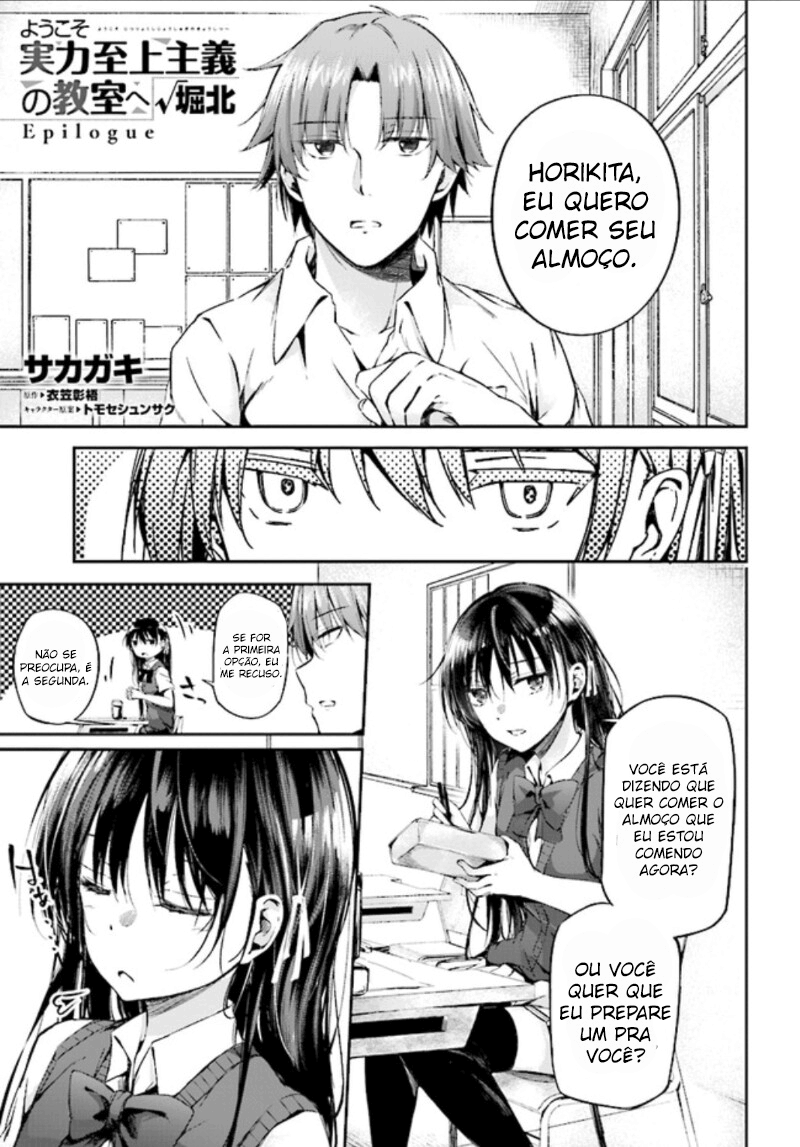 ようこそ
実力至上主義
の教室へ √堀北
Epilogue
HORIKITA,
EU QUERO
COMER SEU
ALMOÇO.
サカガキ
原作▶衣笠彰梧
キャラクター原案▶トモセシュンサク
VOCÊ ESTÁ
DIZENDO QUE
QUER COMER O
ALMOÇO QUE
EU ESTOU
COMENDO
AGORA?
OU VOCÊ
QUER QUE
EU PREPARE
UM PRA
VOCÊ?
SE FOR
A PRIMEIRA
OPÇÃO, EU
ME RECUSO.
NÃO SE
PREOCUPA, É
A SEGUNDA.